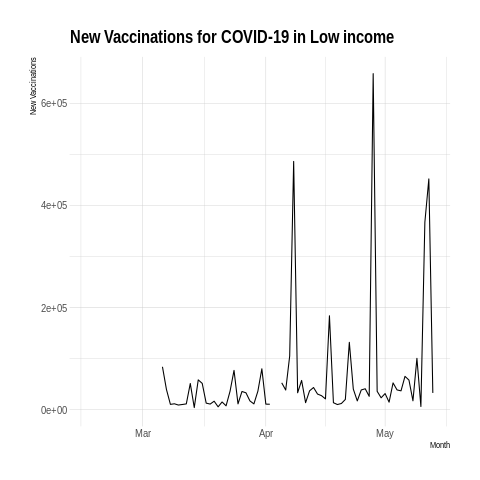 New Vaccinations for COVID-19 in Low income
New Vaccinations
6e+05
4e+05
2e+05
0e+00
Mar Apr May
Month